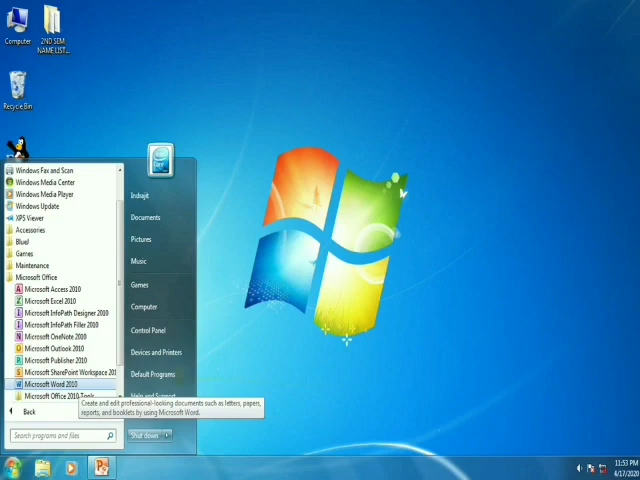 Computer
2ND SEM
NAME LIST...
Recycle Bin
Windows Fax and Scan
Windows Media Center
Windows Media Player
Windows Update
XPS Viewer
Accessories
BlueJ
Games
Maintenance
Microsoft Office
Microsoft Access 2010
Microsoft Excel 2010
Microsoft InfoPath Designer 2010
Microsoft InfoPath Filler 2010
Microsoft OneNote 2010
Microsoft Outlook 2010
Microsoft Publisher 2010
Microsoft SharePoint Workspace 201
Microsoft Word 2010
Microsoft Office 2010 Tools
Back
Search programs and files
Indrajit
Documents
Pictures
Music
Games
Computer
Control Panel
Devices and Printers
Default Programs
Help and Support
Create and edit professional-looking documents such as letters, papers,
reports, and booklets by using Microsoft Word.
Shut down
11:53 PM
4/17/2020